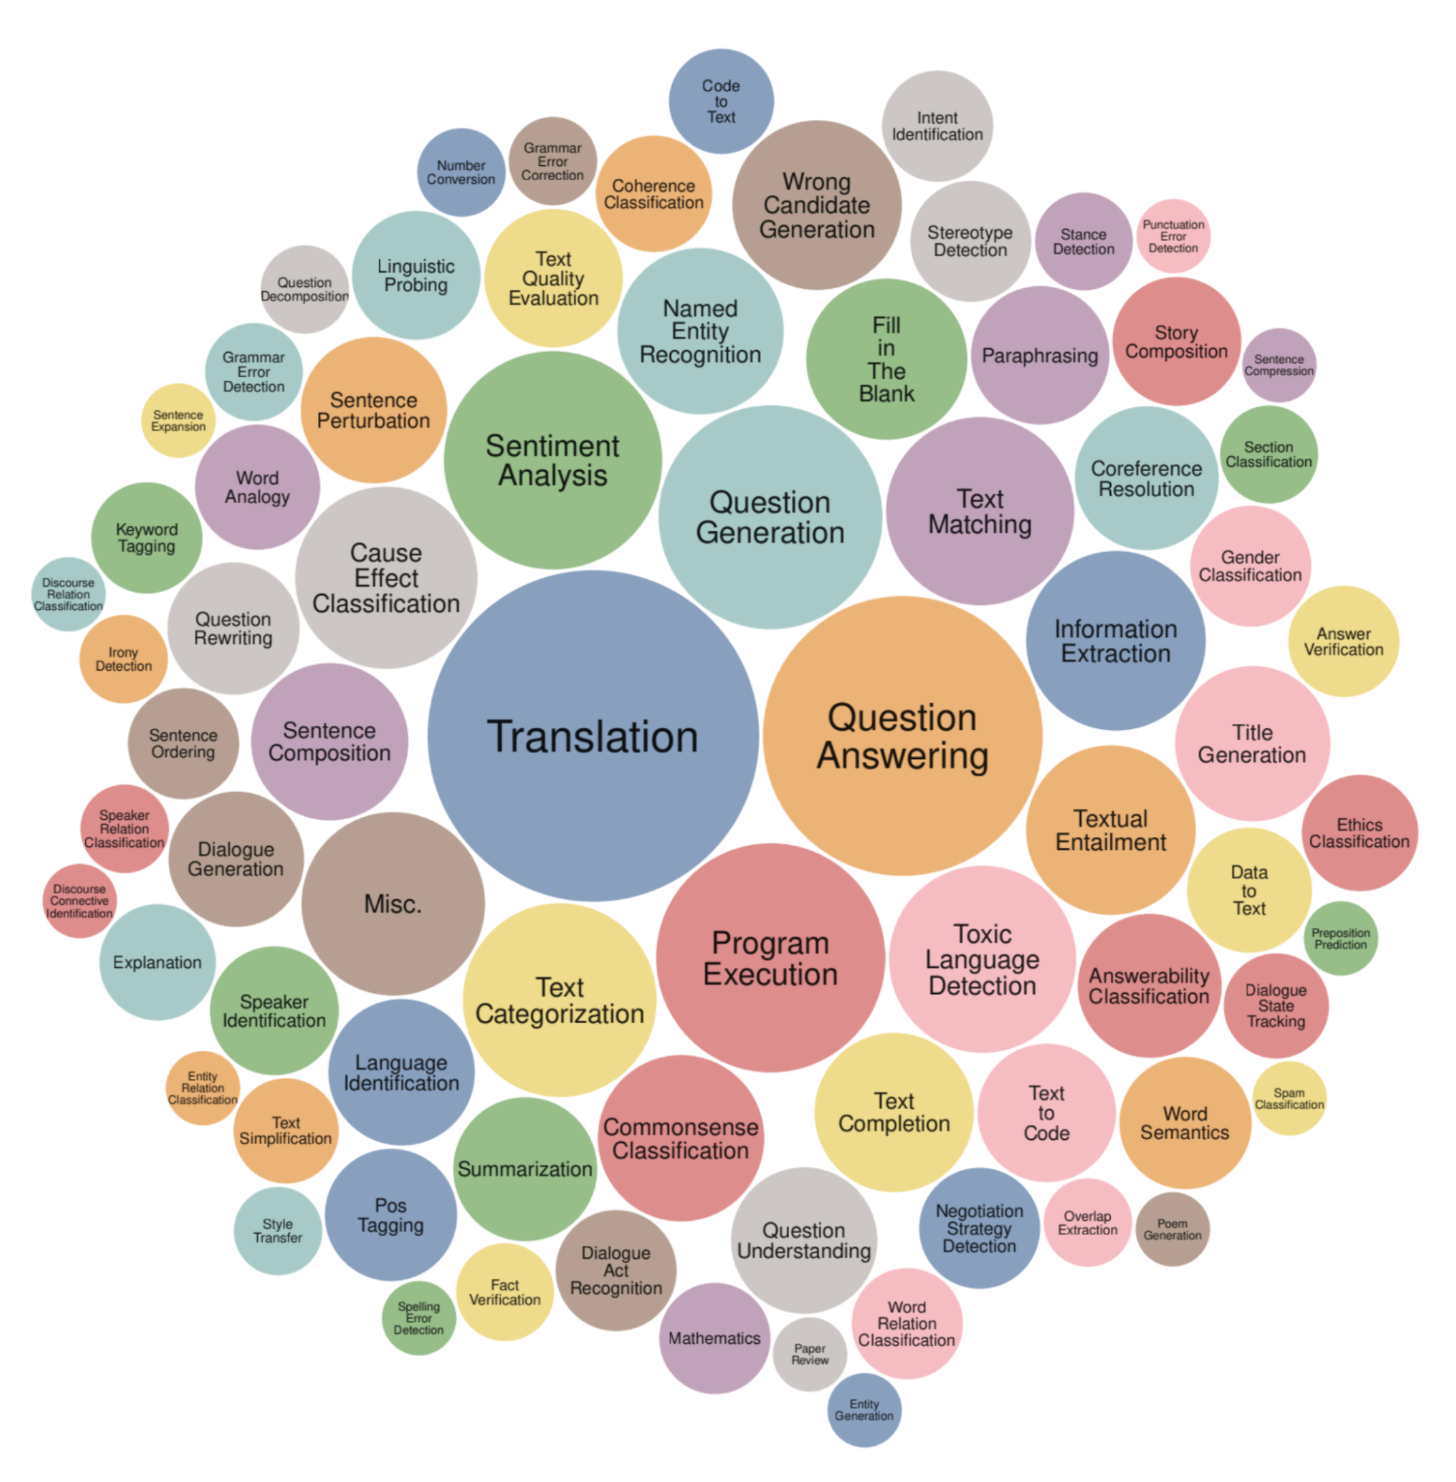 Code
to
Text
Intent
Identification
Number
Conversion
Grammar
Error
Correction
Coherence
Classification
Wrong
Candidate
Generation
Stereotype
Detection
Stance
Detection
Punctuation
Error
Detection
Question
Decomposition
Linguistic
Probing
Text
Quality
Evaluation
Named
Entity
Recognition
Fill
in
The
Blank
Paraphrasing
Story
Composition
Sentence
Compression
Grammar
Error
Detection
Sentence
Expansion
Sentence
Perturbation
Sentiment
Analysis
Question
Generation
Text
Matching
Coreference
Resolution
Section
Classification
Word
Analogy
Keyword
Tagging
Cause
Effect
Classification
Gender
Classification
Discourse
Relation
Classification
Question
Rewriting
Information
Extraction
Answer
Verification
Irony
Detection
Sentence
Ordering
Sentence
Composition
Translation
Question
Answering
Title
Generation
Speaker
Relation
Classification
Dialogue
Generation
Textual
Entailment
Ethics
Classification
Discourse
Connective
Identification
Misc.
Data
to
Text
Preposition
Prediction
Explanation
Speaker
Identification
Text
Categorization
Program
Execution
Toxic
Language
Detection
Answerability
Classification
Dialogue
State
Tracking
Entity
Relation
Classification
Language
Identification
Text
Simplification
Summarization
Commonsense
Classification
Text
Completion
Text
to
Code
Word
Semantics
Spam
Classification
Style
Transfer
Pos
Tagging
Question
Understanding
Negotiation
Strategy
Detection
Overlap
Extraction
Poem
Generation
Spelling
Error
Detection
Fact
Verification
Dialogue
Act
Recognition
Mathematics
Paper
Review
Word
Relation
Classification
Entity
Generation